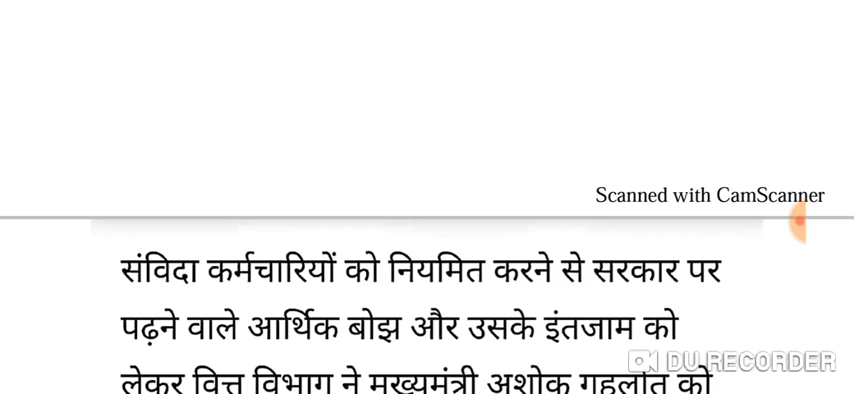 Scanned with CamScanner
संविदा कर्मचारियों को नियमित करने से सरकार पर
पढ़ने वाले आर्थिक बोझ और उसके इंतजाम को
DU RECORDER
लेकर वित्त विभाग ने मुख्यमंत्री अशोक गहलोत को